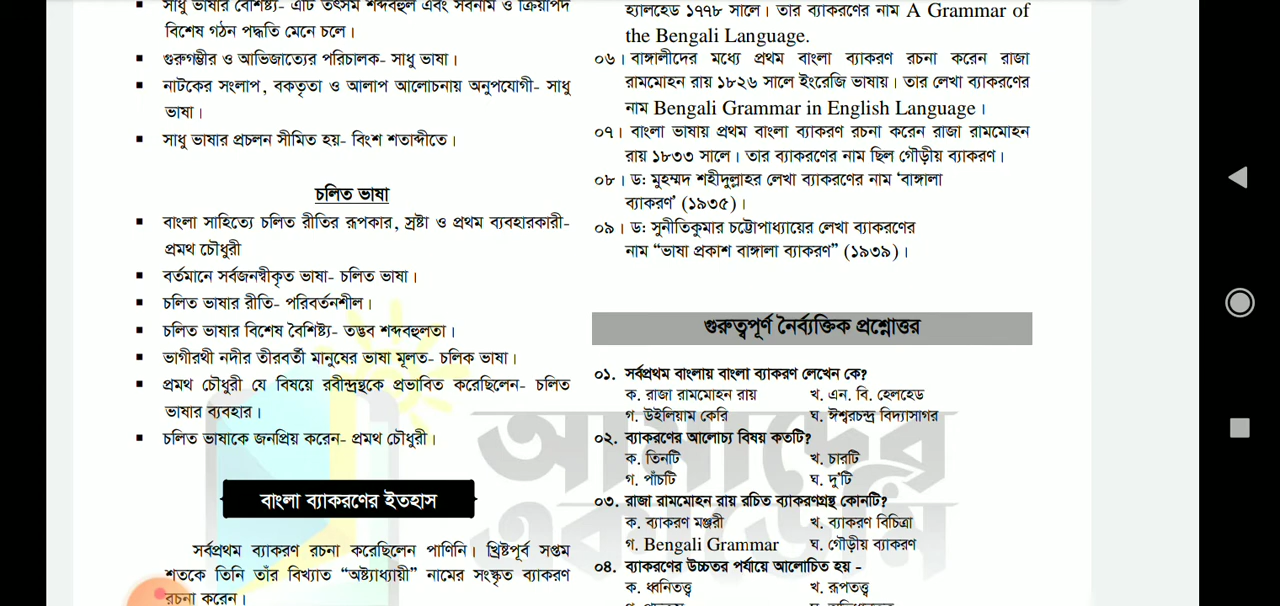 সাধু ভাষার বৈশিষ্ট্য- এটি তৎসম শব্দবহুল এবং সর্বনাম ও ক্রিয়াপদ
বিশেষ গঠন পদ্ধতি মেনে চলে।
▪ গুরুগম্ভীর ও আভিজাত্যের পরিচালক- সাধু ভাষা।
▪ নাটকের সংলাপ, বকতৃতা ও আলাপ আলোচনায় অনুপযোগী- সাধু
ভাষা।
▪ সাধু ভাষার প্রচলন সীমিত হয়- বিংশ শতাব্দীতে।
চলিত ভাষা
▪ বাংলা সাহিত্যে চলিত রীতির রূপকার, স্রষ্টা ও প্রথম ব্যবহারকারী-
প্রমথ চৌধুরী
▪ বর্তমানে সর্বজনস্বীকৃত ভাষা- চলিত ভাষা।
▪ চলিত ভাষার রীতি- পরিবর্তনশীল।
▪ চলিত ভাষার বিশেষ বৈশিষ্ট্য- তদ্ভব শব্দবহুলতা।
▪ ভাগীরথী নদীর তীরবর্তী মানুষের ভাষা মূলত- চলিক ভাষা।
▪ প্রমথ চৌধুরী যে বিষয়ে রবীন্দ্রন্থকে প্রভাবিত করেছিলেন- চলিত
ভাষার ব্যবহার।
▪ চলিত ভাষাকে জনপ্রিয় করেন- প্রমথ চৌধুরী।
বাংলা ব্যাকরণের ইতহাস
সর্বপ্রথম ব্যাকরণ রচনা করেছিলেন পাণিনি। খ্রিষ্টপূর্ব সপ্তম
শতকে তিনি তাঁর বিখ্যাত “অষ্ট্যাধ্যায়ী” নামের সংস্কৃত ব্যাকরণ
রচনা করেন।
হ্যালহেড ১৭৭৮ সালে। তার ব্যাকরণের নাম A Grammar of
the Bengali Language.
০৬। বাঙ্গালীদের মধ্যে প্রথম বাংলা ব্যাকরণ রচনা করেন রাজা
রামমোহন রায় ১৮২৬ সালে ইংরেজি ভাষায়। তার লেখা ব্যাকরণের
নাম Bengali Grammar in English Language।
০৭। বাংলা ভাষায় প্রথম বাংলা ব্যাকরণ রচনা করেন রাজা রামমোহন
রায় ১৮৩৩ সালে। তার ব্যাকরণের নাম ছিল গৌড়ীয় ব্যাকরণ।
০৮। ড: মুহম্মদ শহীদুল্লাহর লেখা ব্যাকরণের নাম ‘বাঙ্গালা
ব্যাকরণ’ (১৯৩৫)।
০৯। ড: সুনীতিকুমার চট্টোপাধ্যায়ের লেখা ব্যাকরণের
নাম “ভাষা প্রকাশ বাঙ্গালা ব্যাকরণ” (১৯৩৯)।
গুরুত্বপূর্ণ নৈর্ব্যক্তিক প্রশ্নোত্তর
০১. সর্বপ্রথম বাংলায় বাংলা ব্যাকরণ লেখেন কে?
ক. রাজা রামমোহন রায় খ. এন. বি. হেলহেড
গ. উইলিয়াম কেরি ঘ. ঈশ্বরচন্দ্র বিদ্যাসাগর
০২. ব্যাকরণের আলোচ্য বিষয় কতটি?
ক. তিনটি খ. চারটি
গ. পাঁচটি ঘ. দু’টি
০৩. রাজা রামমোহন রায় রচিত ব্যাকরণগ্রন্থ কোনটি?
ক. ব্যাকরণ মঞ্জরী খ. ব্যাকরণ বিচিত্রা
গ. Bengali Grammar ঘ. গৌড়ীয় ব্যাকরণ
০৪. ব্যাকরণের উচ্চতর পর্যায়ে আলোচিত হয় -
ক. ধ্বনিতত্ত্ব খ. রূপতত্ত্ব
আমাদের
একাডেমি